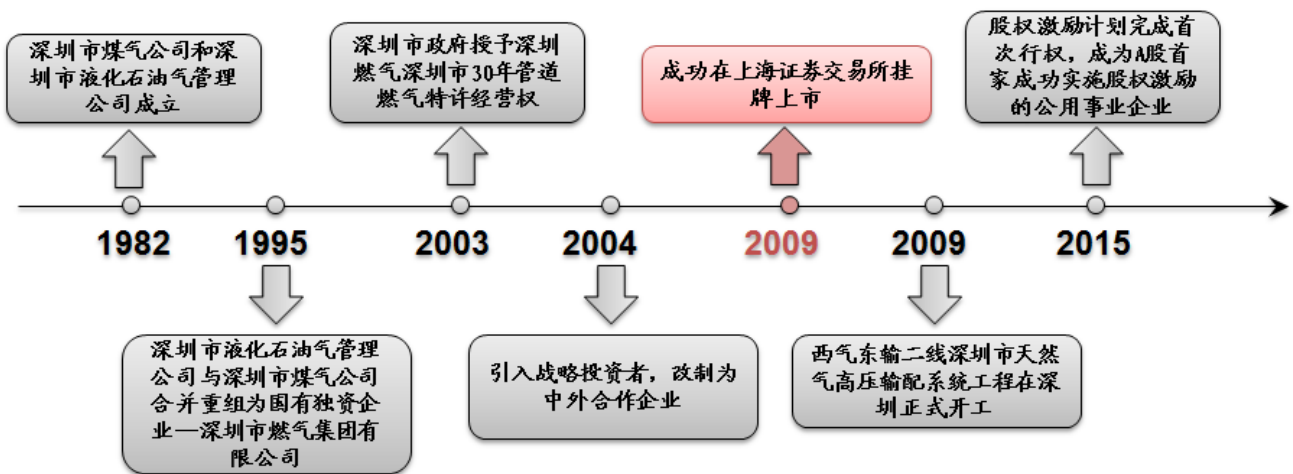 深圳市煤气公司和深
圳市液化石油气管理
公司成立
深圳市政府授予深圳
燃气深圳市30年管道
燃气特许经营权
成功在上海证券交易所挂
牌上市
股权激励计划完成首
次行权，成为A股首
家成功实施股权激励
的公用事业企业
1982
1995
2003
2004
2009
2009
2015
深圳市液化石油气管理
公司与深圳市煤气公司
合并重组为国有独资企
业—深圳市燃气集团有
限公司
引入战略投资者，改制为
中外合作企业
西气东输二线深圳市天然
气高压输配系统工程在深
圳正式开工